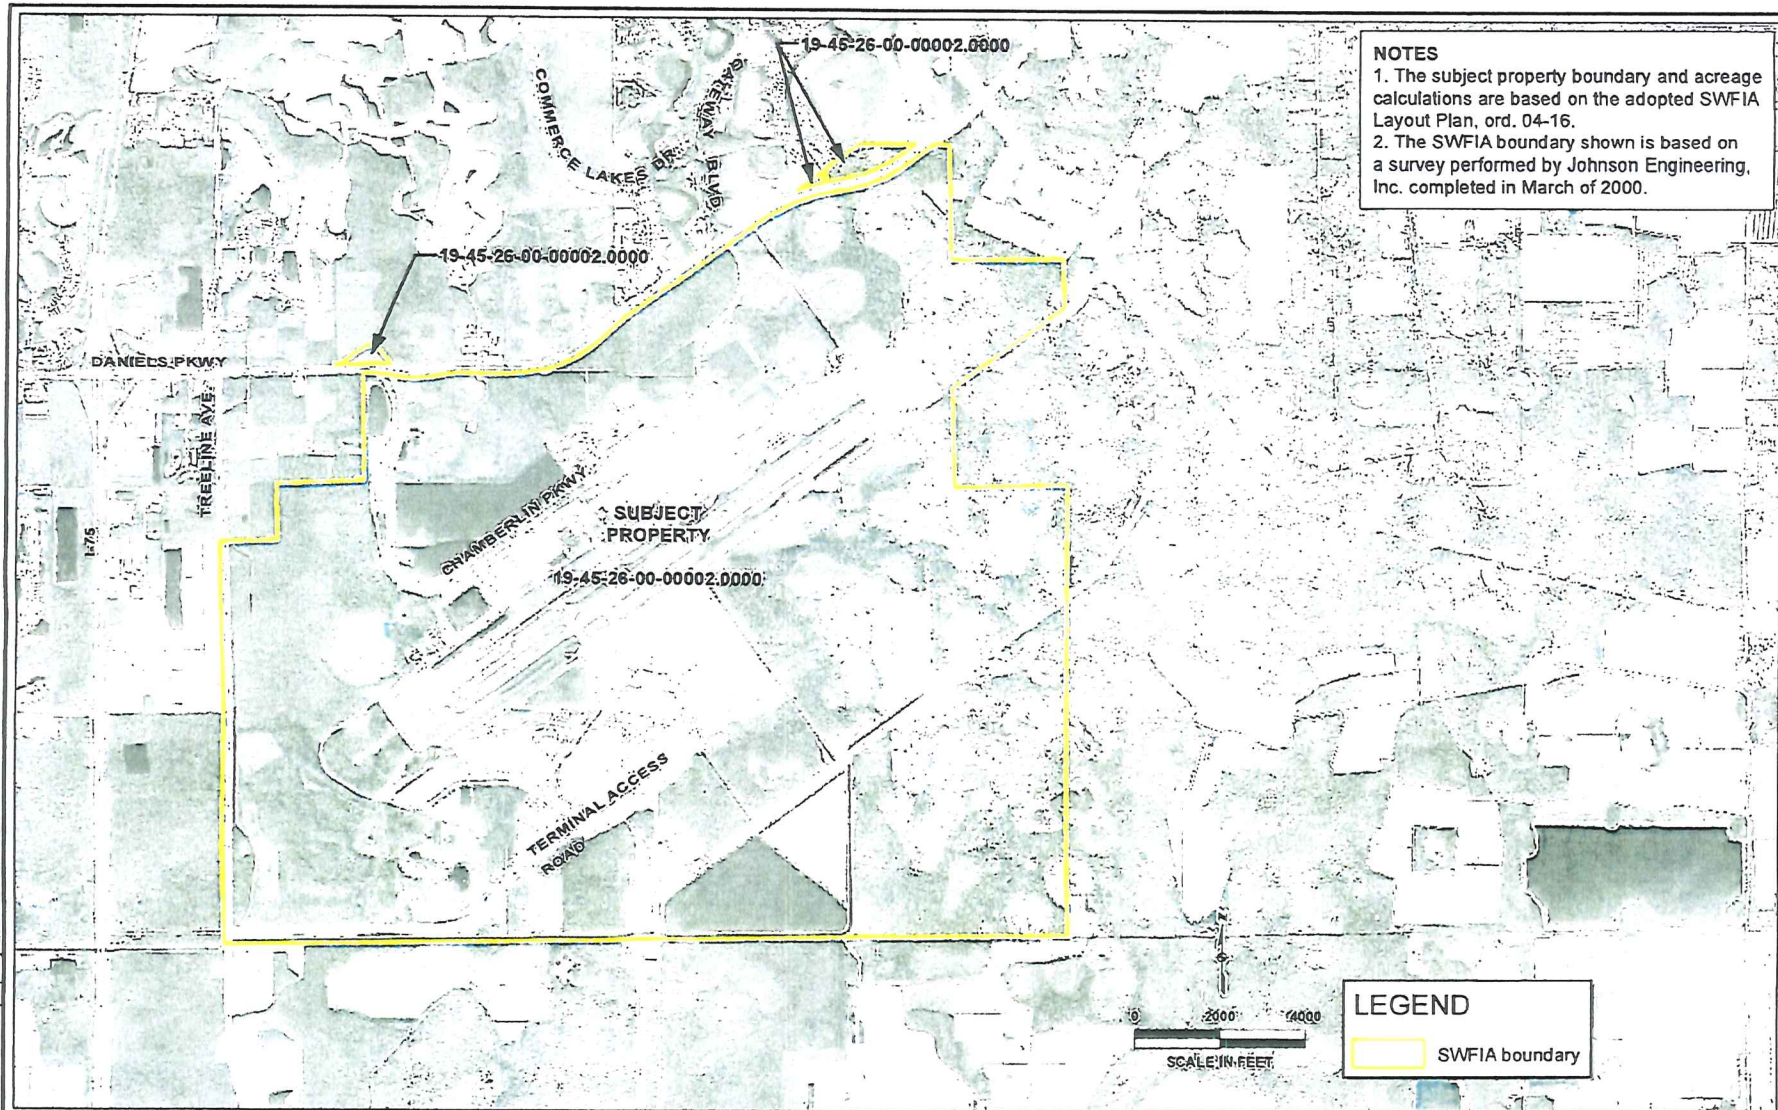 19-45-26-00-00002.0000
NOTES
1. The subject property boundary and acreage
calculations are based on the adopted SWFIA
Layout Plan, ord. 04-16.
2. The SWFIA boundary shown is based on
a survey performed by Johnson Engineering,
Inc. completed in March of 2000.
COMMERCE LAKES DR
GATEWAY BLVD
19-45-26-00-00002.0000
DANIELS PKWY
TREELINE AVE
I-75
CHAMBERLIN PKWY
SUBJECT
PROPERTY
19-45-26-00-00002.0000
TERMINAL ACCESS
ROAD
N
0 2000 4000
SCALE IN FEET
LEGEND
SWFIA boundary